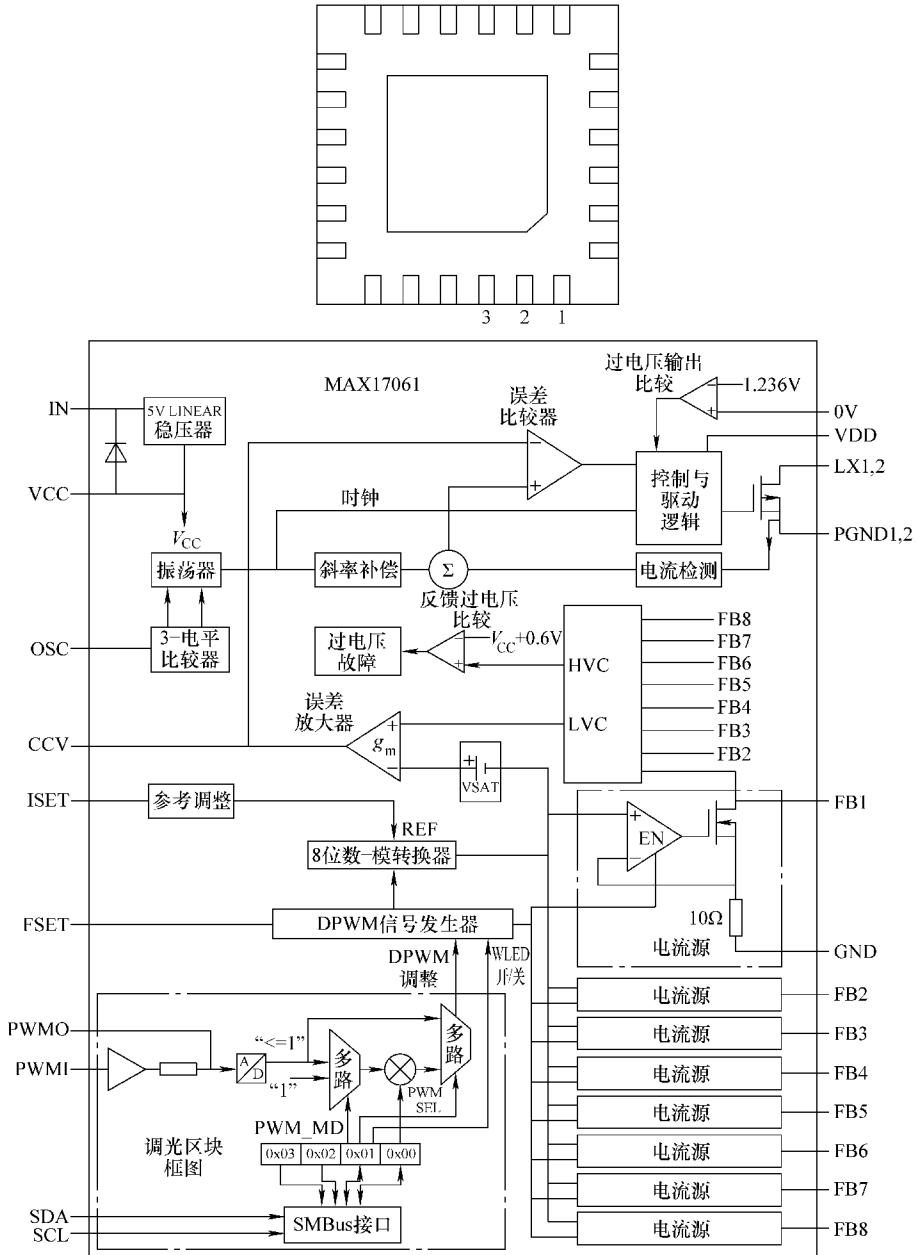 3 2 1
MAX17061
过电压输出
比较
1.236V
0V
IN
5V LINEAR
稳压器
误差
比较器
VDD
LX1,2
控制与
驱动
逻辑
VCC
时钟
VCC
PGND1,2
振荡器
斜率补偿
Σ
电流检测
反馈过电压
比较
OSC
3-电平
比较器
过电压
故障
VCC+0.6V
HVC
LVC
FB8
FB7
FB6
FB5
FB4
FB3
FB2
误差
放大器
CCV
gm
VSAT
ISET
参考调整
REF
FB1
EN
8位数-模转换器
10Ω
FSET
DPWM信号发生器
电流源
GND
DPWM
调整
WLED
开/关
电流源
FB2
PWMO
“<=1”
多路
多路
电流源
FB3
PWMI
A/D
“1”
PWM
SEL
电流源
FB4
PWM_MD
电流源
FB5
调光区块
框图
0x03 0x02 0x01 0x00
电流源
FB6
电流源
FB7
SDA
SCL
SMBus接口
电流源
FB8